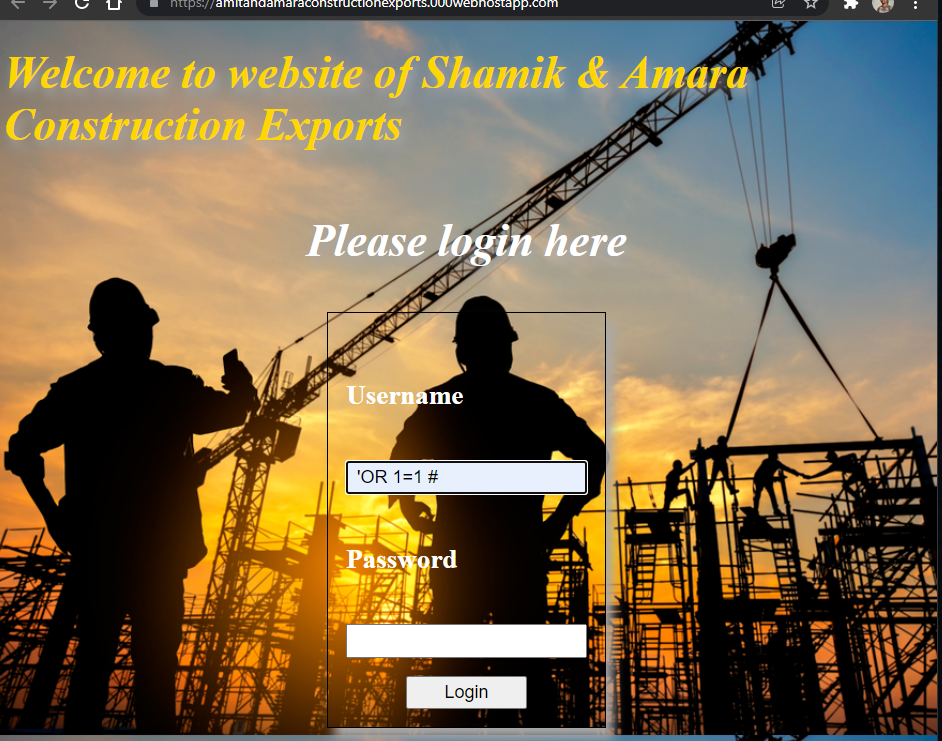 https://amitandamaraconstructionexports.000webhostapp.com
Welcome to website of Shamik & Amara
Construction Exports
Please login here
Username
'OR 1=1 #
Password
Login